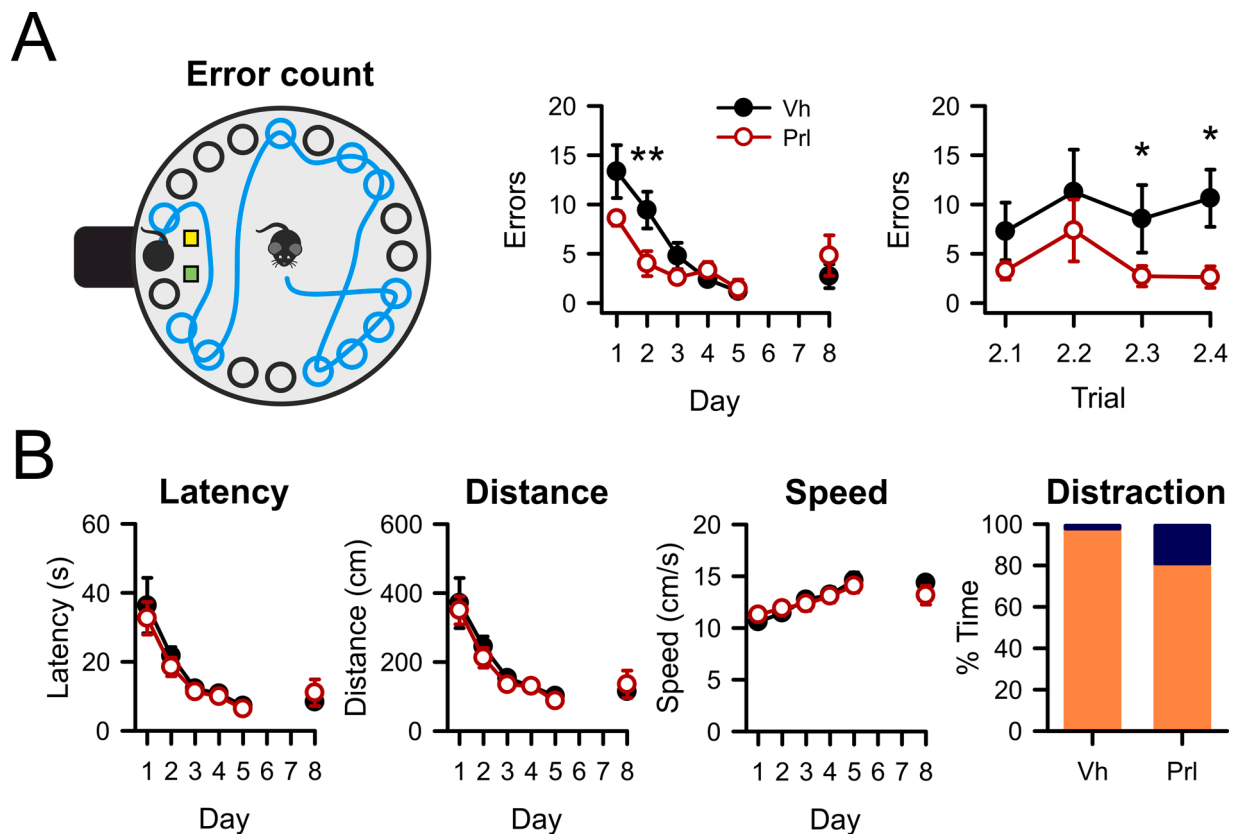 A
Error count
Errors
20
15
10
5
0
**
Vh
Prl
1 2 3 4 5 6 7 8
Day
Errors
20
15
10
5
0
*
*
2.1 2.2 2.3 2.4
Trial
B
Latency
Latency (s)
60
40
20
0
1 2 3 4 5 6 7 8
Day
Distance
Distance (cm)
600
400
200
0
1 2 3 4 5 6 7 8
Day
Speed
Speed (cm/s)
20
15
10
5
0
1 2 3 4 5 6 7 8
Day
Distraction
% Time
100
80
60
40
20
0
Vh Prl